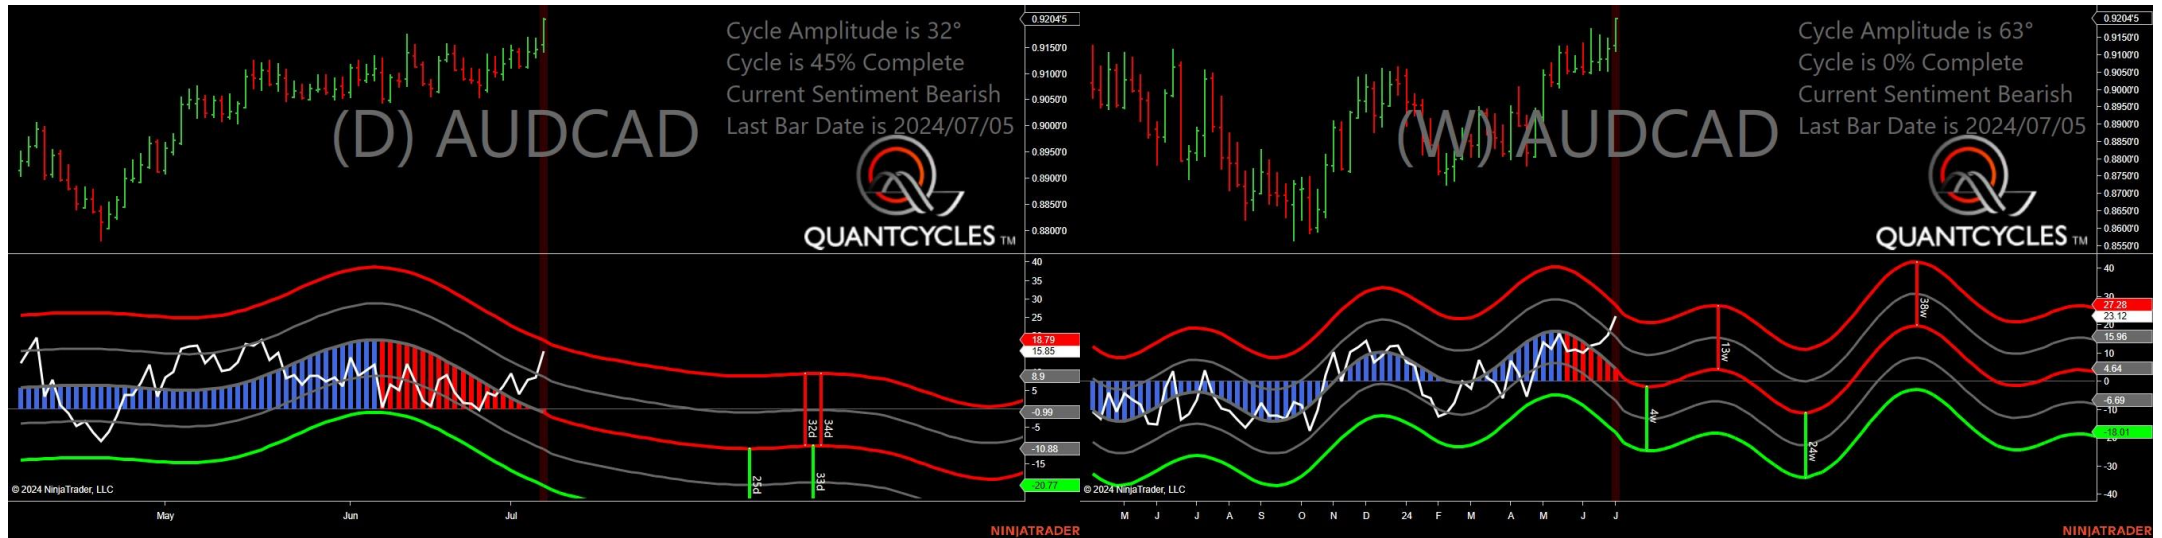 Cycle Amplitude is 32°
Cycle is 45% Complete
Current Sentiment Bearish
Last Bar Date is 2024/07/05
(D) AUDCAD
QUANTCYCLES TM
0.9204'5
0.9150'0
0.9100'0
0.9050'0
0.9000'0
0.8950'0
0.8900'0
0.8850'0
0.8800'0
40
35
30
25
18.79
15.85
8.9
5
-0.99
-5
-10.88
-15
-20.77
25d
32d
33d
34d
© 2024 NinjaTrader, LLC
May Jun Jul
NINJATRADER
Cycle Amplitude is 63°
Cycle is 0% Complete
Current Sentiment Bearish
Last Bar Date is 2024/07/05
(W) AUDCAD
QUANTCYCLES TM
0.9204'5
0.9150'0
0.9100'0
0.9050'0
0.9000'0
0.8950'0
0.8900'0
0.8850'0
0.8800'0
0.8750'0
0.8700'0
0.8650'0
0.8600'0
0.8550'0
40
30
27.28
23.12
20
15.96
10
4.64
0
-6.69
-10
-18.01
-30
-40
4w
13w
24w
38w
© 2024 NinjaTrader, LLC
M J J A S O N D 24 F M A M J J
NINJATRADER